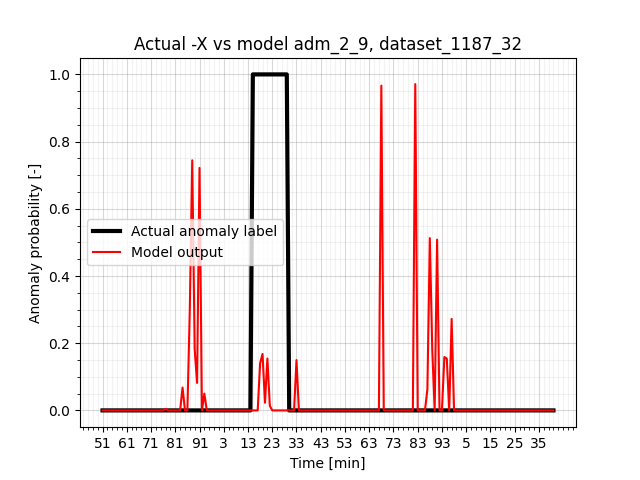 Actual -X vs model adm_2_9, dataset_1187_32
1.0
0.8
0.6
0.4
0.2
0.0
Anomaly probability [-]
Actual anomaly label
Model output
51 61 71 81 91 3 13 23 33 43 53 63 73 83 93 5 15 25 35
Time [min]